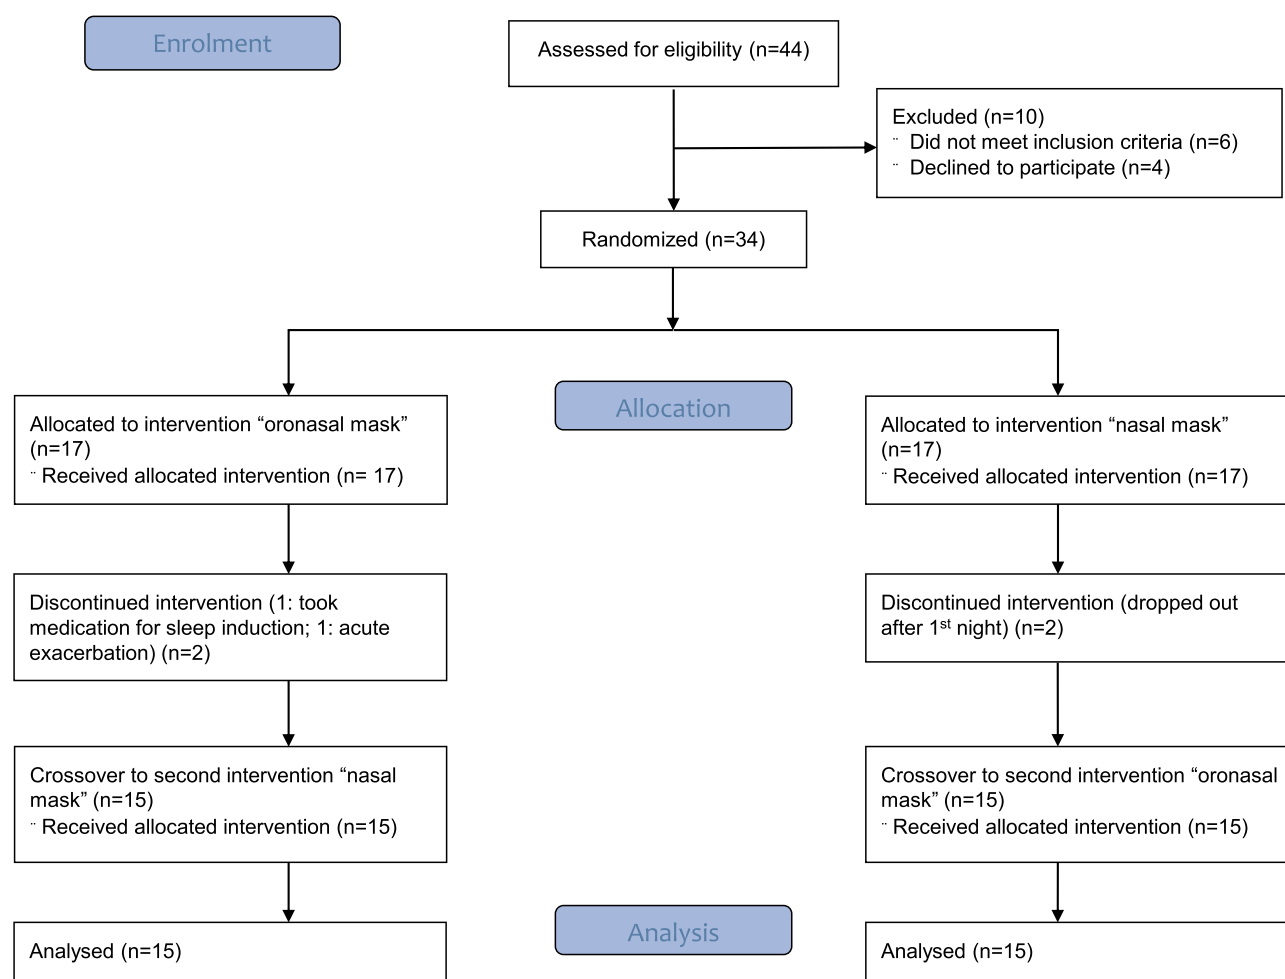 Enrolment
Assessed for eligibility (n=44)
Excluded (n=10)
¨ Did not meet inclusion criteria (n=6)
¨ Declined to participate (n=4)
Randomized (n=34)
Allocation
Allocated to intervention “oronasal mask”
(n=17)
¨ Received allocated intervention (n= 17)
Allocated to intervention “nasal mask”
(n=17)
¨ Received allocated intervention (n=17)
Discontinued intervention (1: took
medication for sleep induction; 1: acute
exacerbation) (n=2)
Discontinued intervention (dropped out
after 1st night) (n=2)
Crossover to second intervention “nasal
mask” (n=15)
¨ Received allocated intervention (n=15)
Crossover to second intervention “oronasal
mask” (n=15)
¨ Received allocated intervention (n=15)
Analysis
Analysed (n=15)
Analysed (n=15)